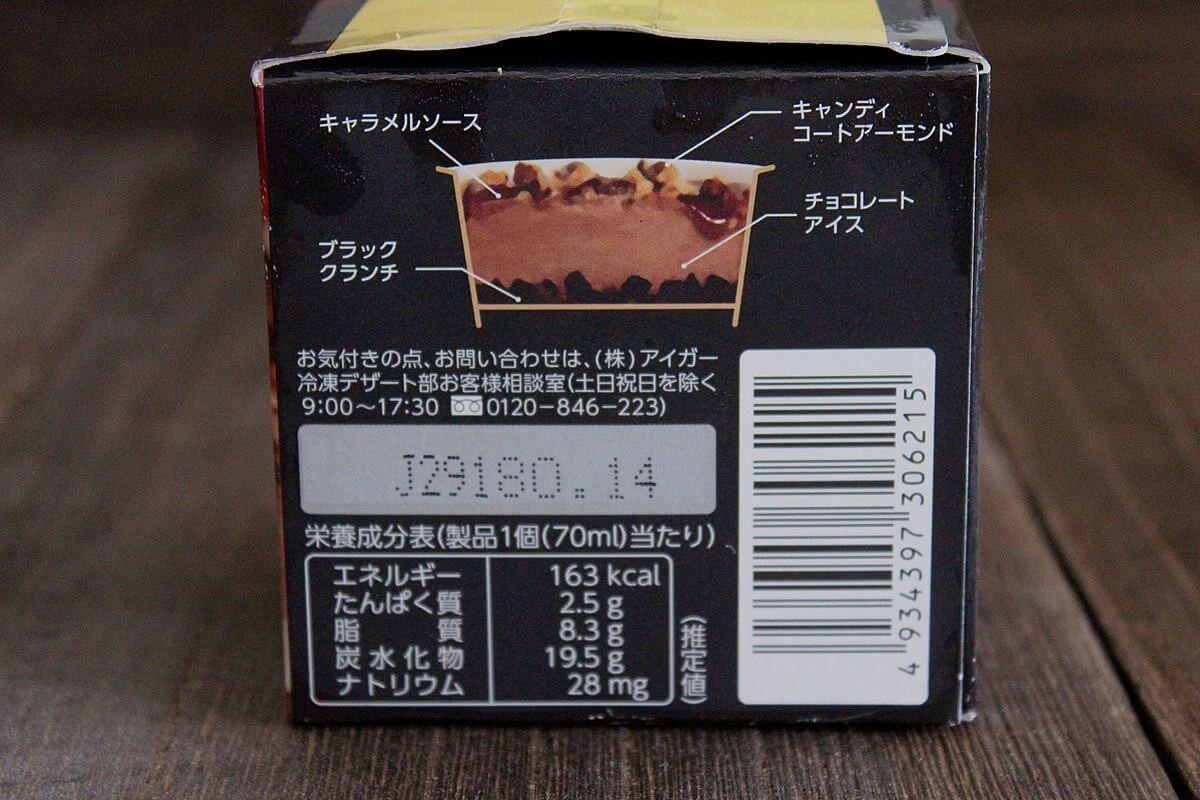 キャラメルソース
キャンディ
コートアーモンド
チョコレート
アイス
ブラック
クランチ
お気付きの点、お問い合わせは、(株)アイガー
冷凍デザート部お客様相談室(土日祝日を除く
9:00〜17:30 0120−846−223)
J29180.14
栄養成分表(製品1個(70ml)当たり)
エネルギー 163 kcal
たんぱく質 2.5 g
脂質 8.3 g
炭水化物 19.5 g
ナトリウム 28 mg
(推定値)
4 934397 306215